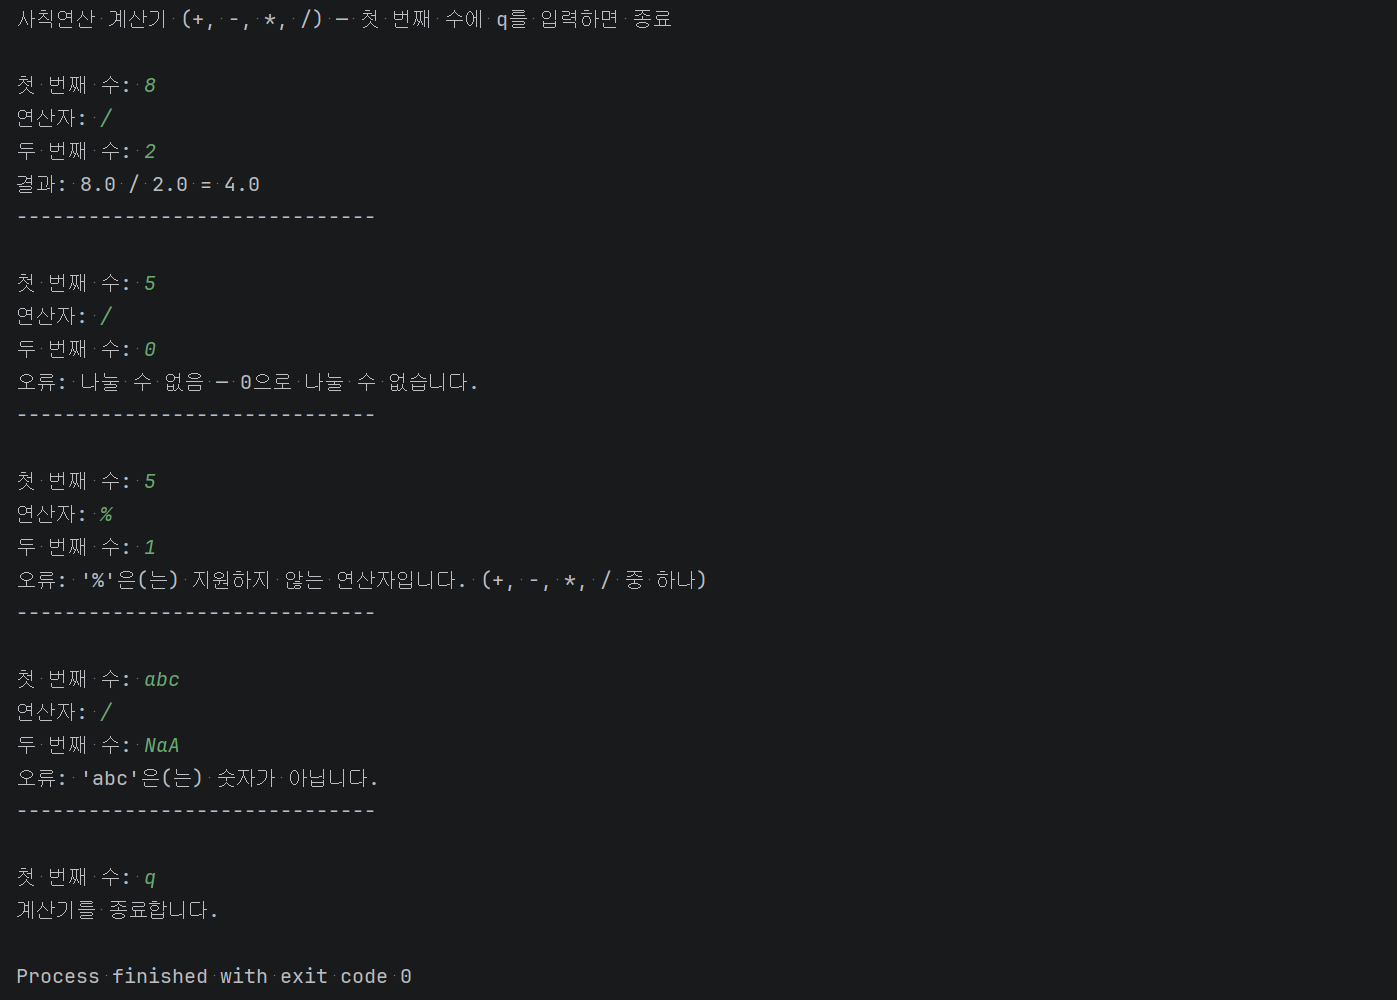 사칙연산 계산기 (+, -, *, /) — 첫 번째 수에 q를 입력하면 종료
첫 번째 수: 8
연산자: /
두 번째 수: 2
결과: 8.0 / 2.0 = 4.0
------------------------------
첫 번째 수: 5
연산자: /
두 번째 수: 0
오류: 나눌 수 없음 — 0으로 나눌 수 없습니다.
------------------------------
첫 번째 수: 5
연산자: %
두 번째 수: 1
오류: '%'은(는) 지원하지 않는 연산자입니다. (+, -, *, / 중 하나)
------------------------------
첫 번째 수: abc
연산자: /
두 번째 수: NaA
오류: 'abc'은(는) 숫자가 아닙니다.
------------------------------
첫 번째 수: q
계산기를 종료합니다.
Process finished with exit code 0